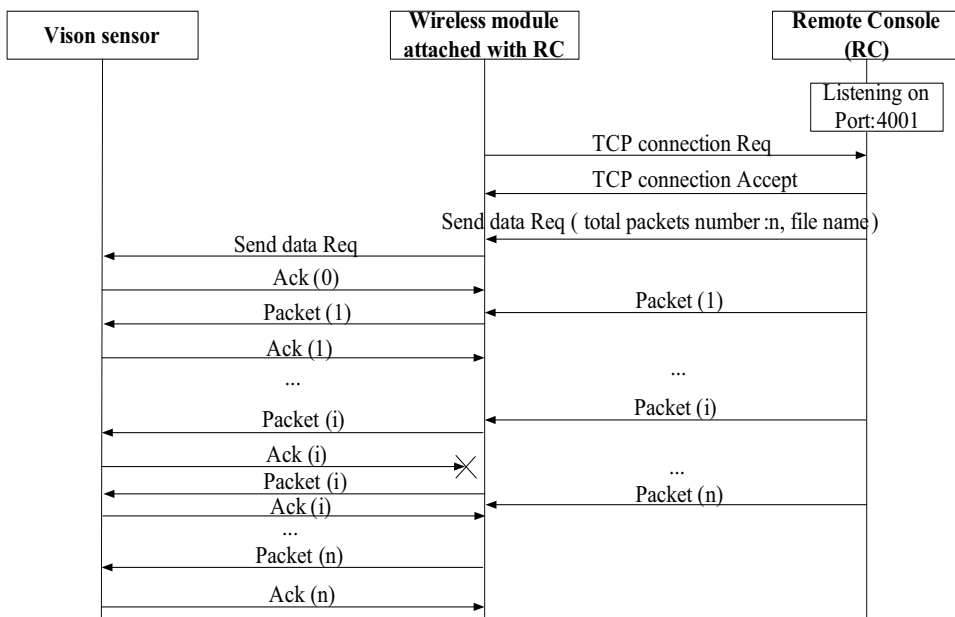 Vison sensor
Wireless module
attached with RC
Remote Console
(RC)
Listening on
Port:4001
TCP connection Req
TCP connection Accept
Send data Req ( total packets number :n, file name)
Send data Req
Ack (0)
Packet (1)
Packet (1)
Ack (1)
...
...
Packet (i)
Packet (i)
Ack (i)
...
Packet (i)
Packet (n)
Ack (i)
...
Packet (n)
Ack (n)